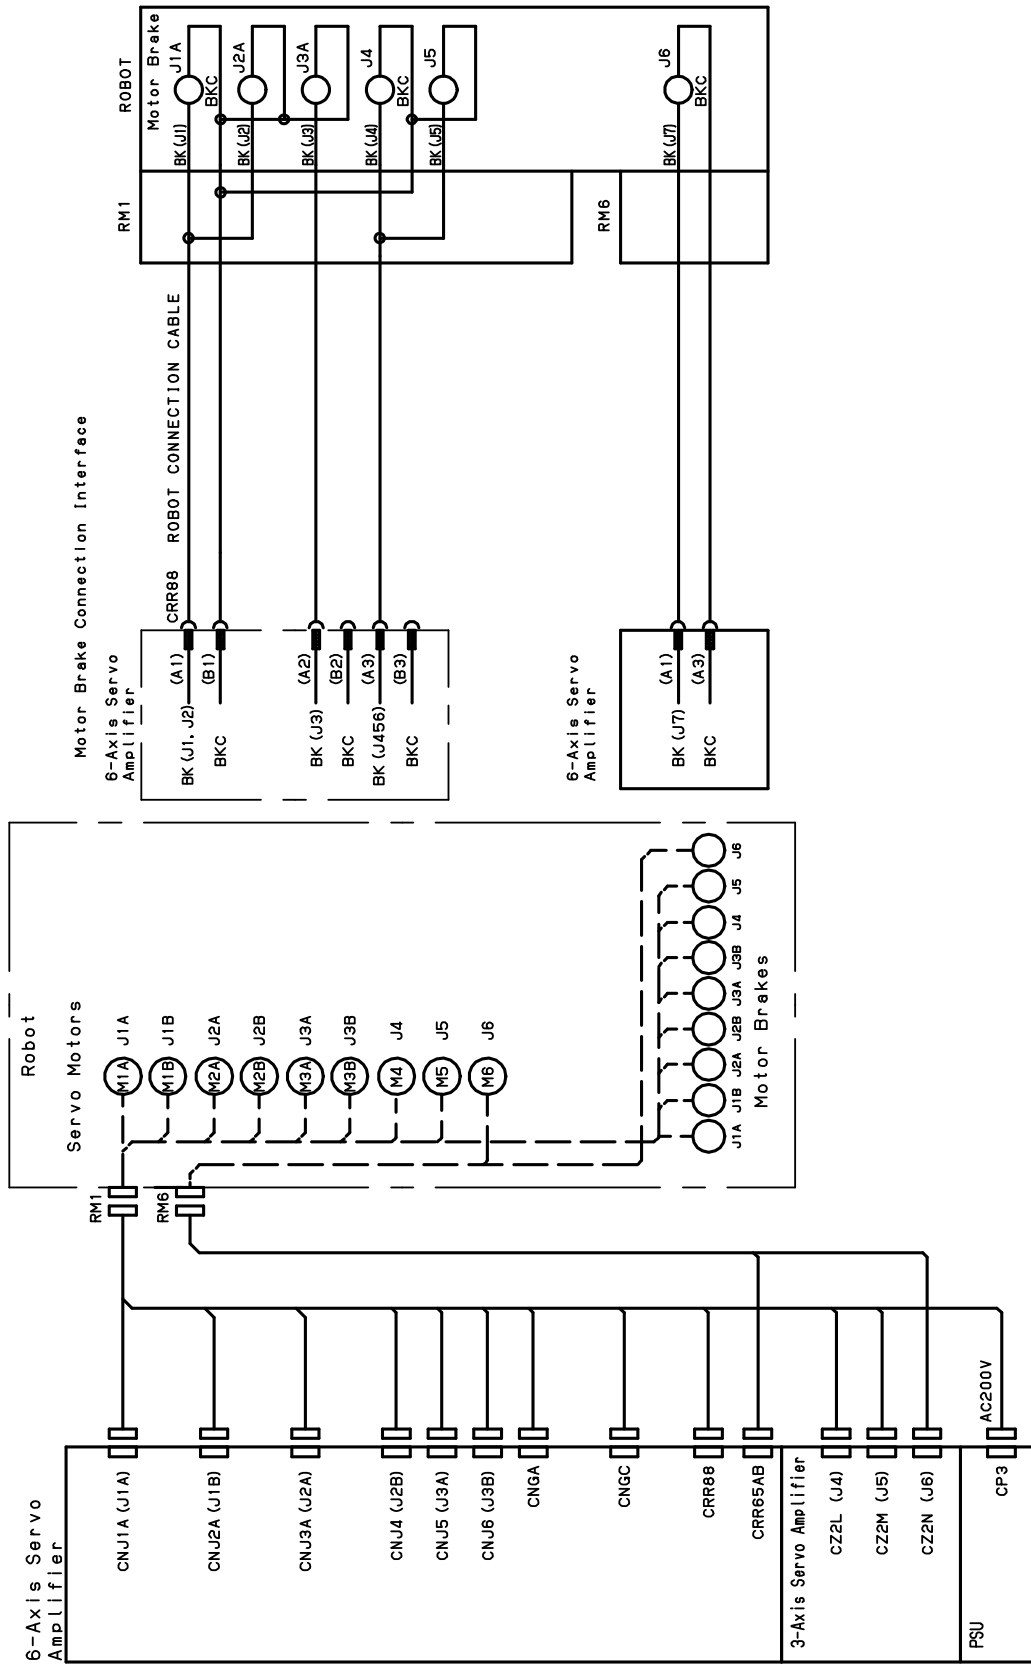 6-Axis Servo
Amplifier
CNJ1A (J1A)
CNJ2A (J1B)
CNJ3A (J2A)
CNJ4 (J2B)
CNJ5 (J3A)
CNJ6 (J3B)
CNGA
CNGC
CRR88
CRR65AB
3-Axis Servo Amplifier
CZ2L (J4)
CZ2M (J5)
CZ2N (J6)
PSU
CP3
AC200V
RM1
RM6
Robot
Servo Motors
M1A J1A
M1B J1B
M2A J2A
M2B J2B
M3A J3A
M3B J3B
M4 J4
M5 J5
M6 J6
J1A J1B J2A J2B J3A J3B J4 J5 J6
Motor Brakes
Motor Brake Connection Interface
6-Axis Servo
Amplifier
CRR88 ROBOT CONNECTION CABLE
BK (J1, J2) (A1)
BKC (B1)
BK (J3) (A2)
BKC (B2)
BK (J456) (A3)
BKC (B3)
RM1
ROBOT
Motor Brake
BK (J1) J1A
BKC
BK (J2) J2A
BK (J3) J3A
BK (J4) J4
BKC
BK (J5) J5
6-Axis Servo
Amplifier
BK (J7) (A1)
BKC (A3)
RM6
BK (J7) J6
BKC